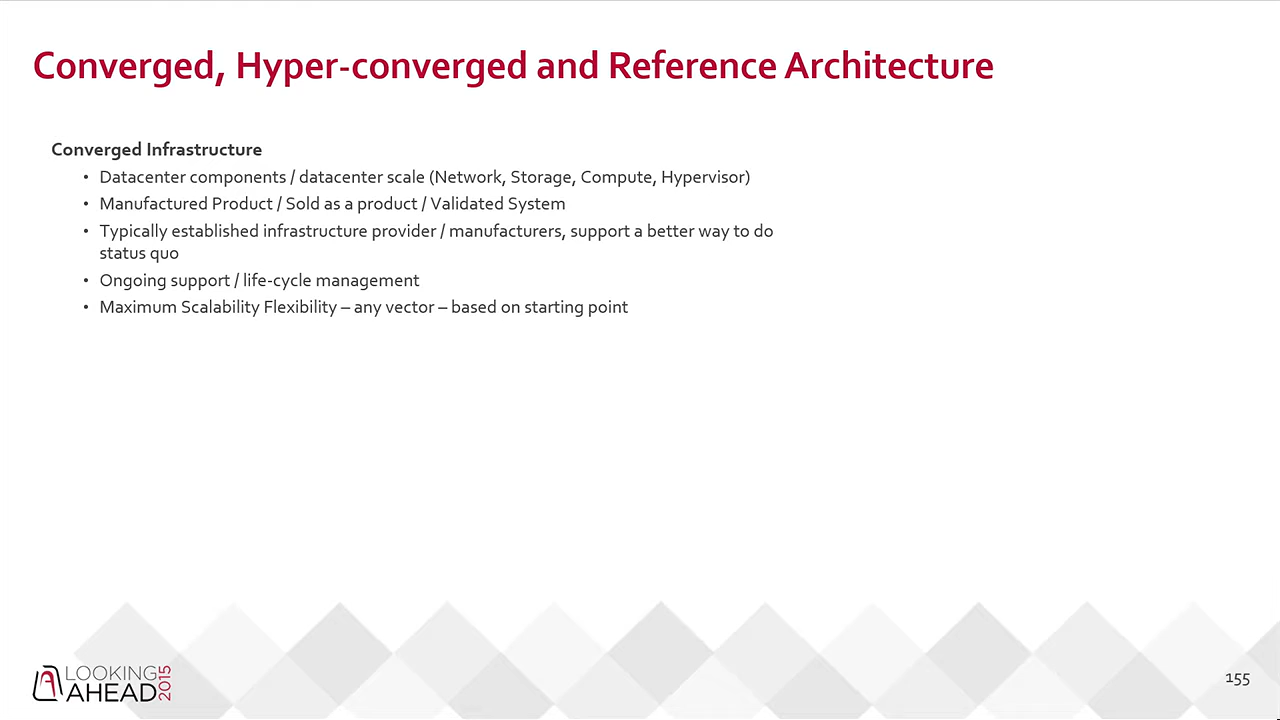 Converged, Hyper-converged and Reference Architecture
Converged Infrastructure
• Datacenter components / datacenter scale (Network, Storage, Compute, Hypervisor)
• Manufactured Product / Sold as a product / Validated System
• Typically established infrastructure provider / manufacturers, support a better way to do
status quo
• Ongoing support / life-cycle management
• Maximum Scalability Flexibility – any vector – based on starting point
LOOKING
AHEAD
2015
155